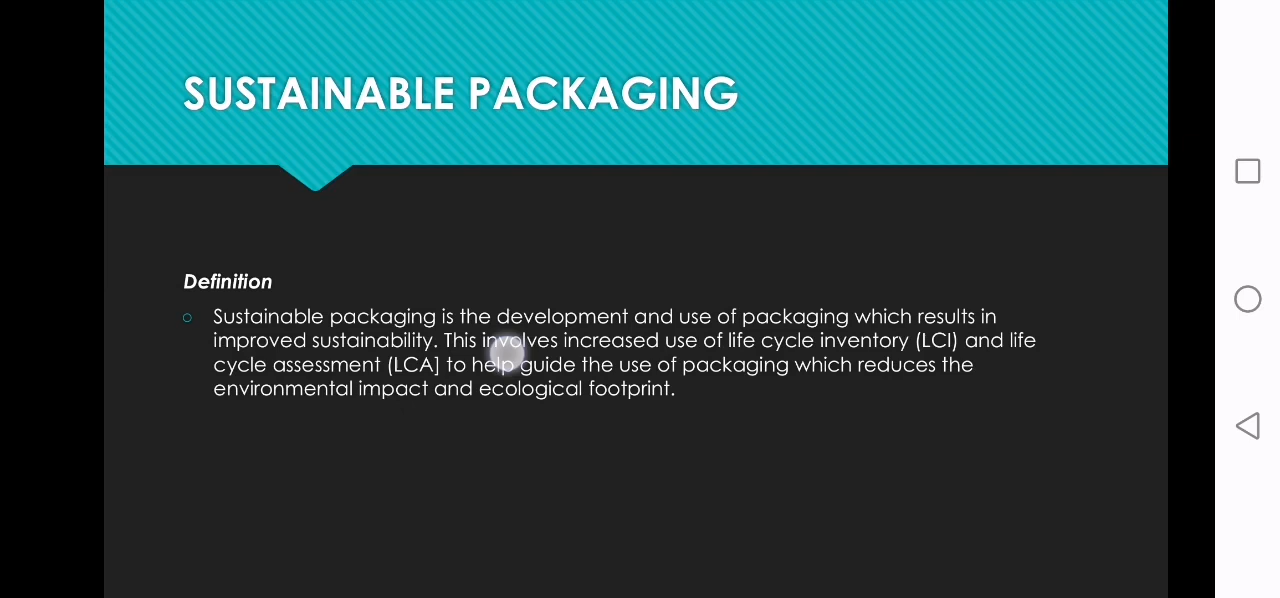 SUSTAINABLE PACKAGING
Definition
Sustainable packaging is the development and use of packaging which results in
improved sustainability. This involves increased use of life cycle inventory (LCI) and life
cycle assessment (LCA] to help guide the use of packaging which reduces the
environmental impact and ecological footprint.